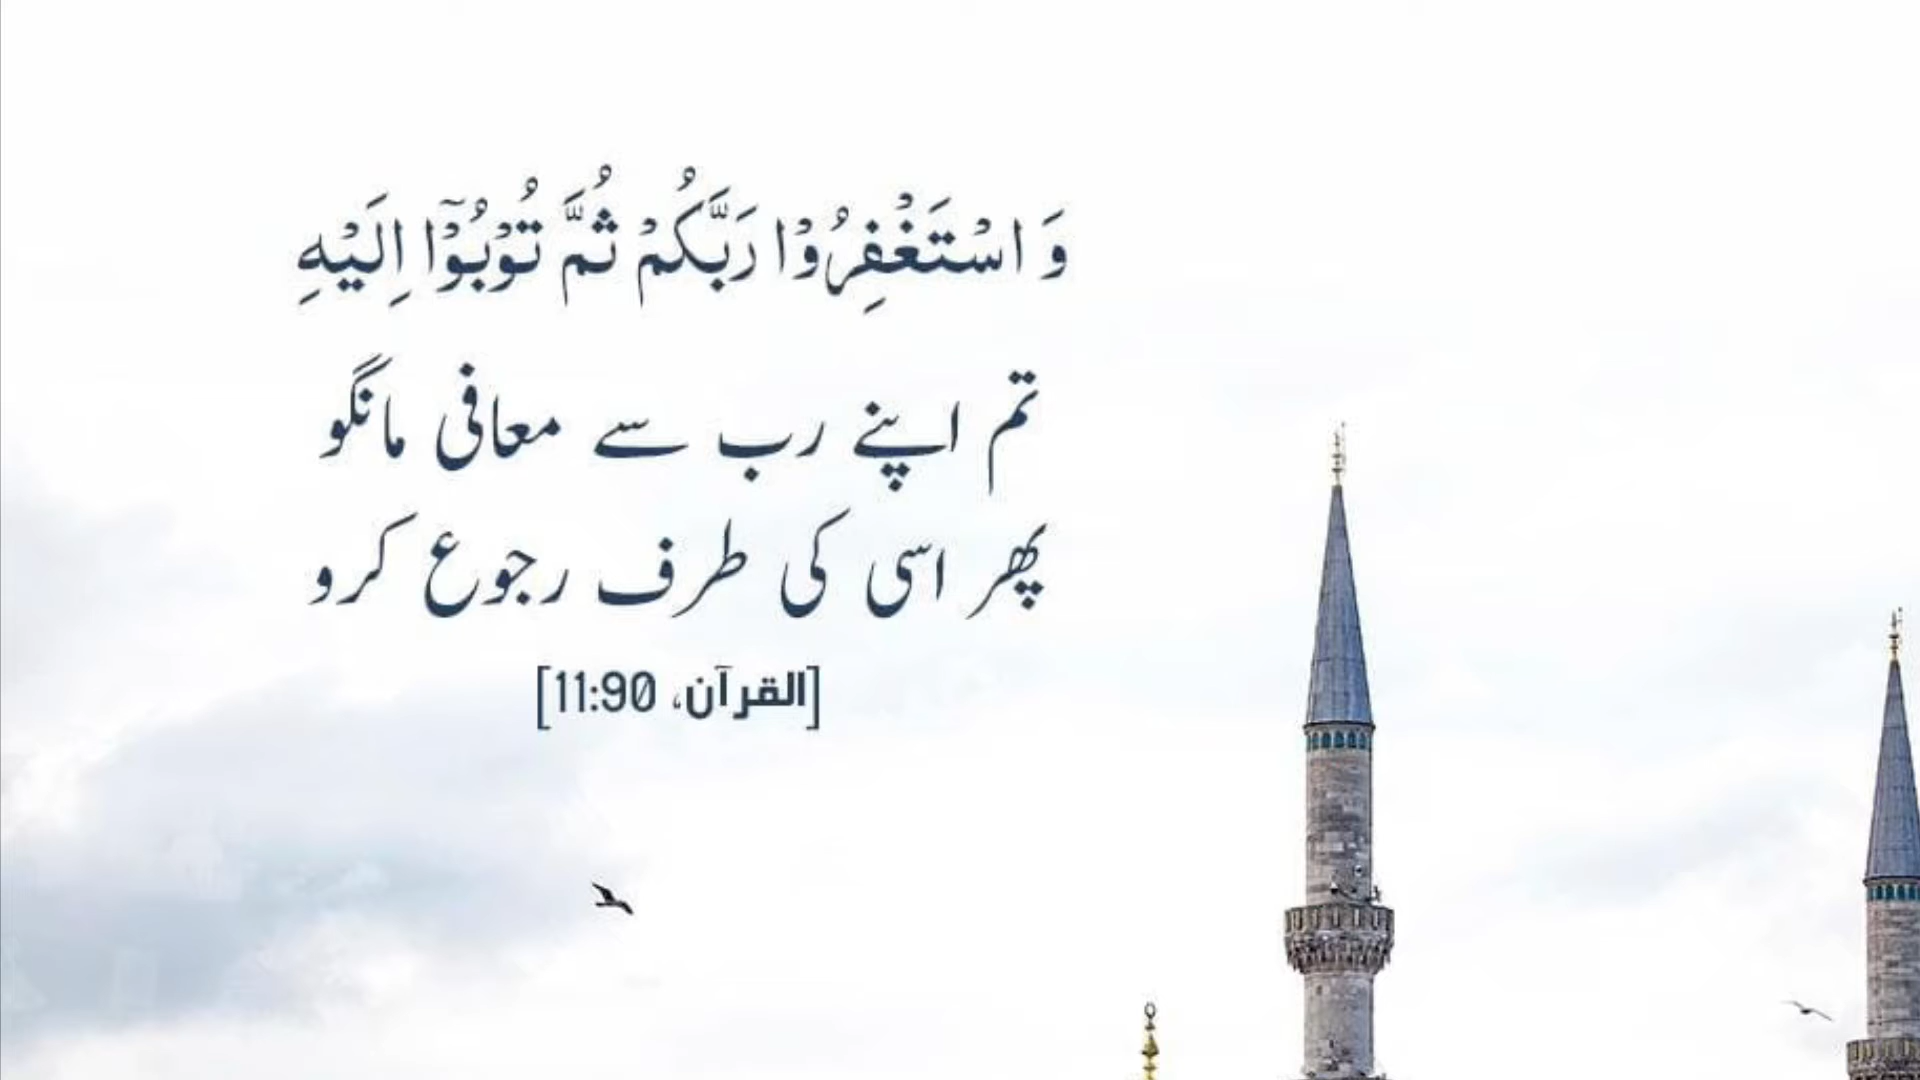 وَ اسْتَغْفِرُوْا رَبَّكُمْ ثُمَّ تُوْبُوْۤا اِلَیْهِ
تم اپنے رب سے معافی مانگو
پھر اسی کی طرف رجوع کرو
[القرآن، 11:90]